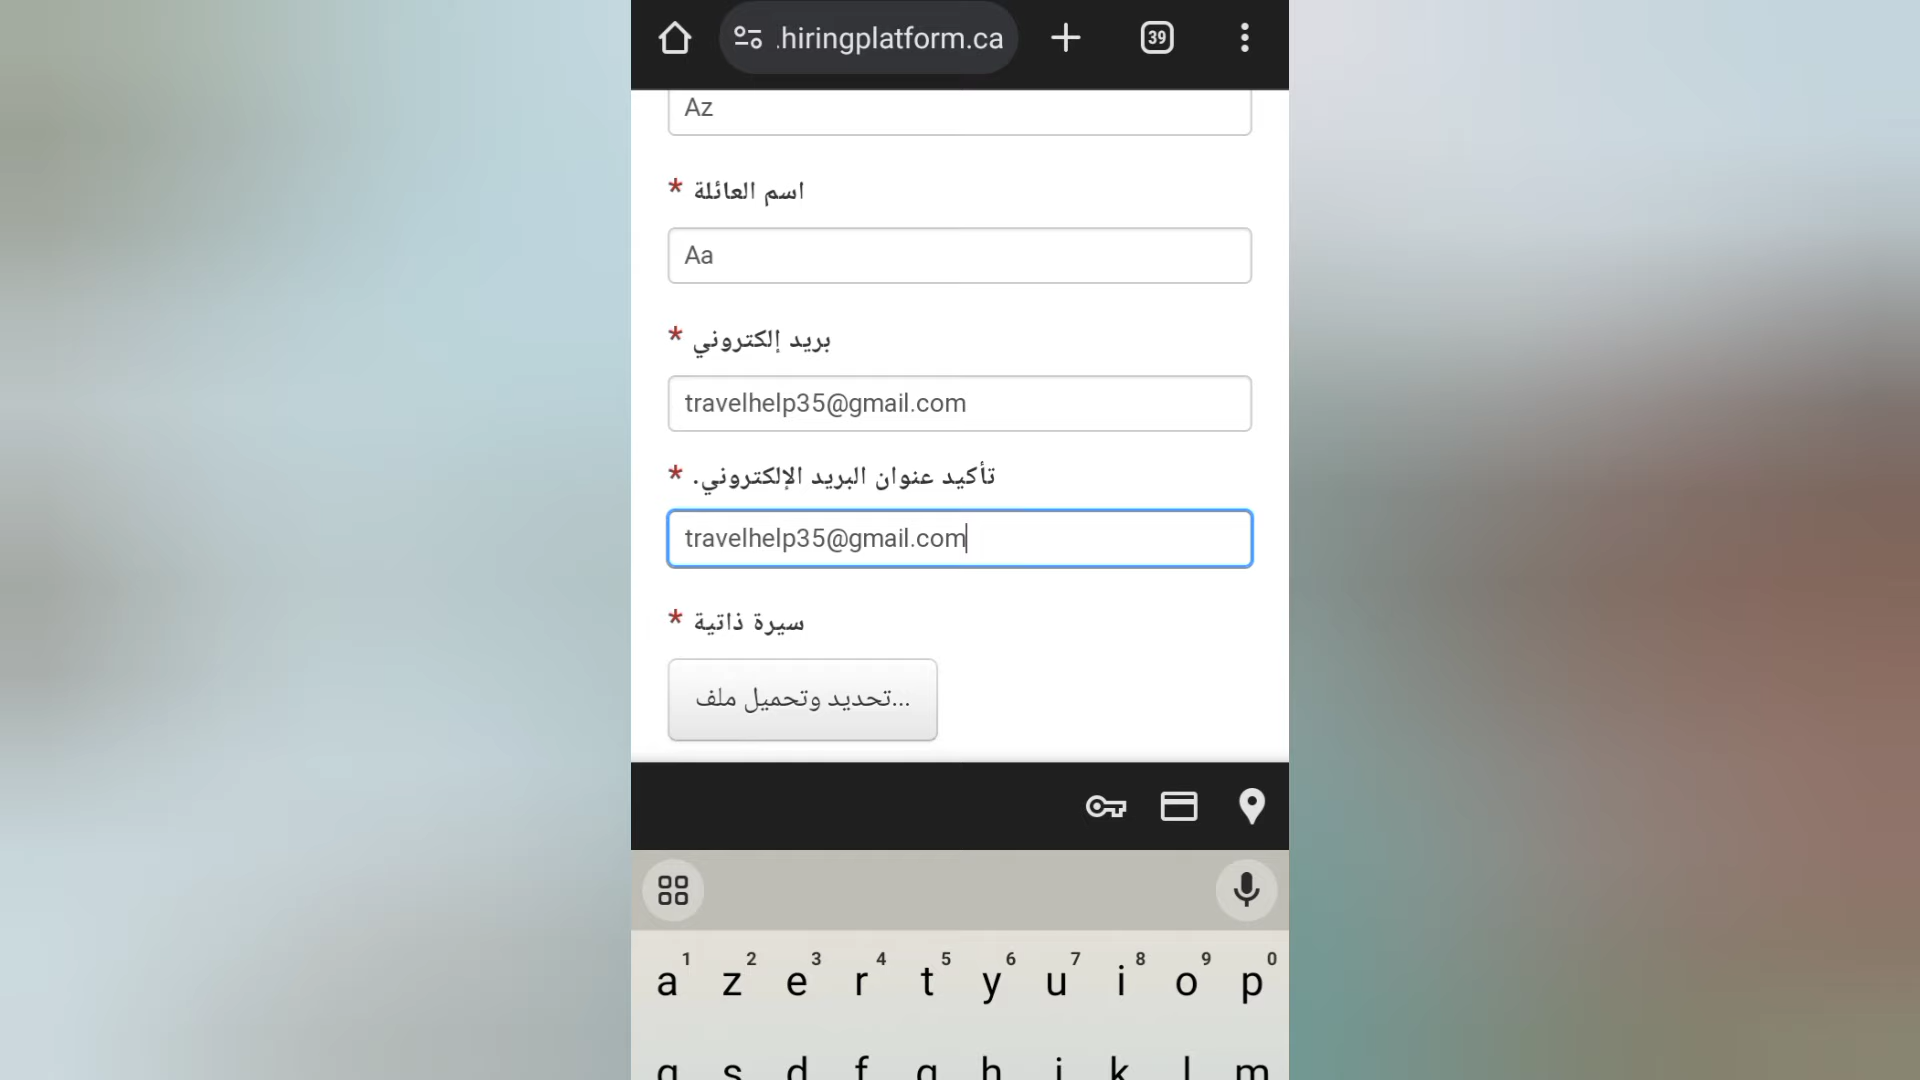 .hiringplatform.ca
39
Az
اسم العائلة *
Aa
بريد إلكتروني *
travelhelp35@gmail.com
تأكيد عنوان البريد الإلكتروني. *
travelhelp35@gmail.com
سيرة ذاتية *
تحديد وتحميل ملف...
1 2 3 4 5 6 7 8 9 0
a z e r t y u i o p
q s d f g h j k l m